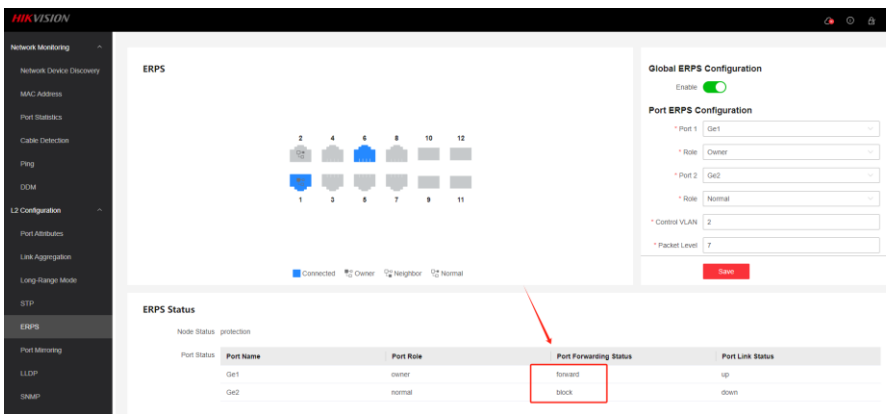 HIKVISION
Network Monitoring
Network Device Discovery
MAC Address
Port Statistics
Cable Detection
Ping
DDM
L2 Configuration
Port Attributes
Link Aggregation
Long-Range Mode
STP
ERPS
Port Mirroring
LLDP
SNMP
ERPS
2 4 6 8 10 12
1 3 5 7 9 11
Connected Owner Neighbor Normal
Global ERPS Configuration
Enable
Port ERPS Configuration
* Port 1 Ge1
* Role Owner
* Port 2 Ge2
* Role Normal
* Control VLAN 2
* Packet Level 7
Save
ERPS Status
Node Status protection
Port Status Port Name Port Role Port Forwarding Status Port Link Status
Ge1 owner forward up
Ge2 normal block down